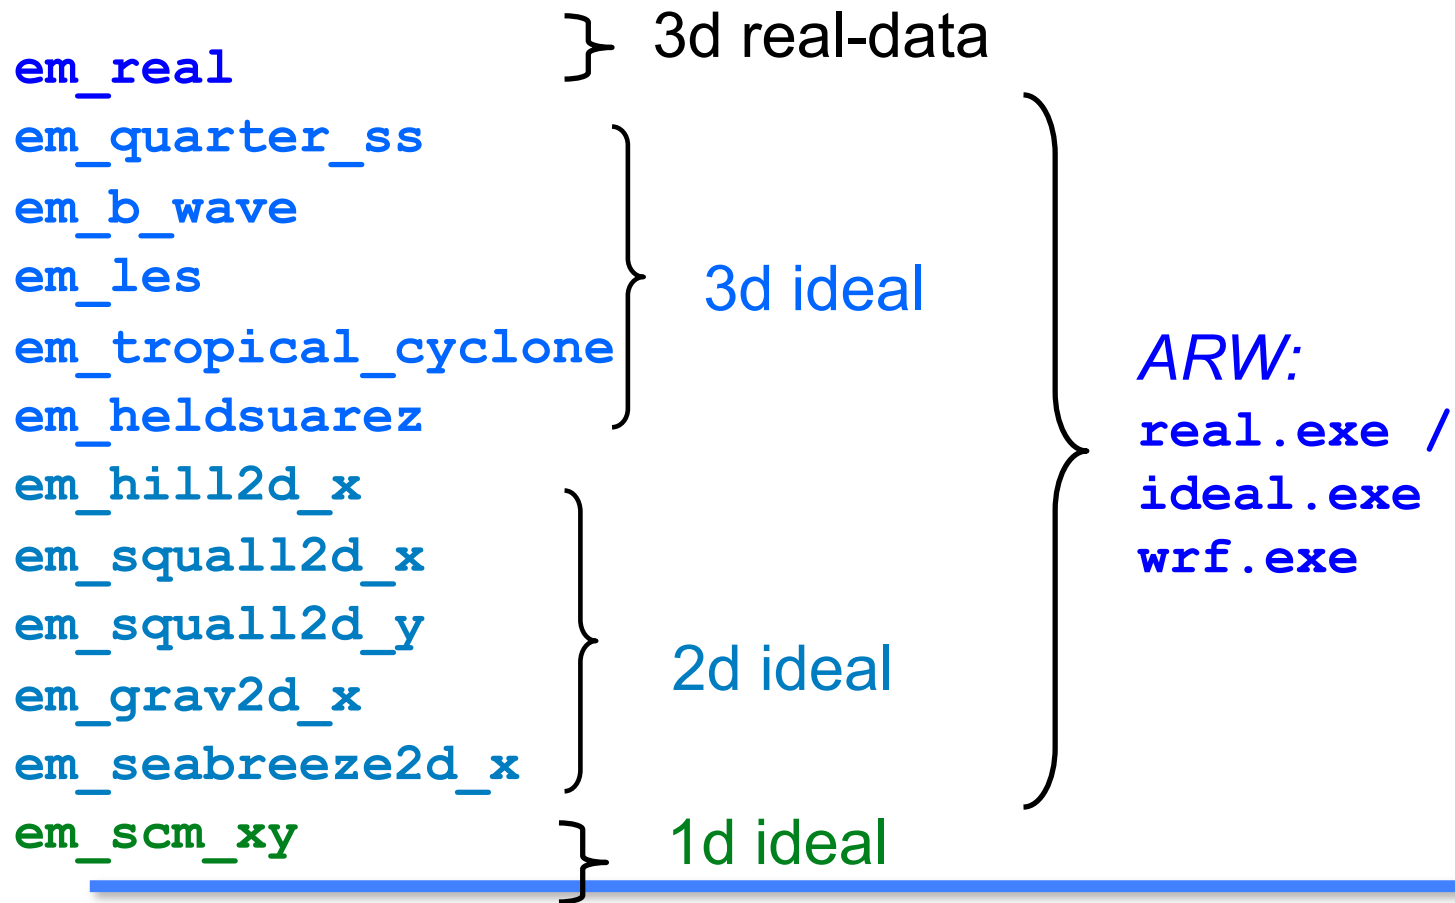 3d real-data
em_real
em_quarter_ss
em_b_wave
em_les
em_tropical_cyclone
em_heldsuarez
3d ideal
em_hill2d_x
em_squall2d_x
em_squall2d_y
em_grav2d_x
em_seabreeze2d_x
2d ideal
em_scm_xy
1d ideal
ARW:
real.exe /
ideal.exe
wrf.exe